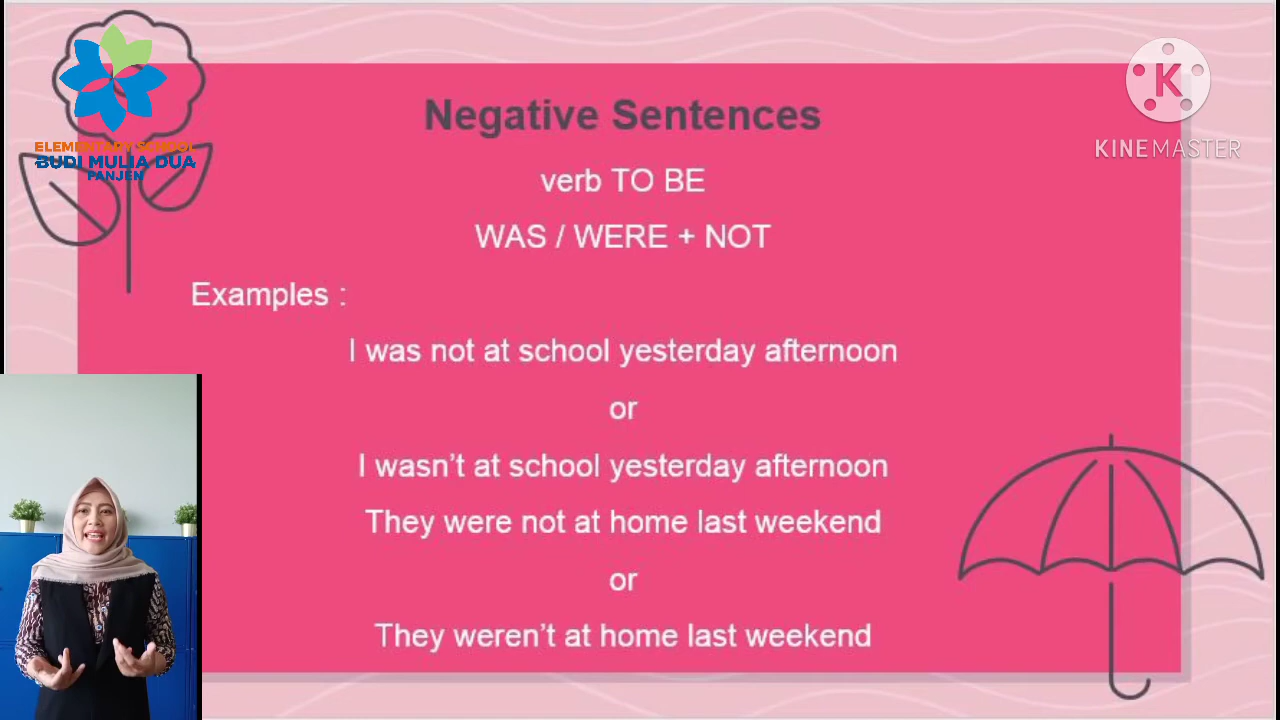 ELEMENTARY SCHOOL
BUDI MULIA DUA
PANJEN
K
KINEMASTER
Negative Sentences
verb TO BE
WAS / WERE + NOT
Examples :
I was not at school yesterday afternoon
or
I wasn't at school yesterday afternoon
They were not at home last weekend
or
They weren't at home last weekend